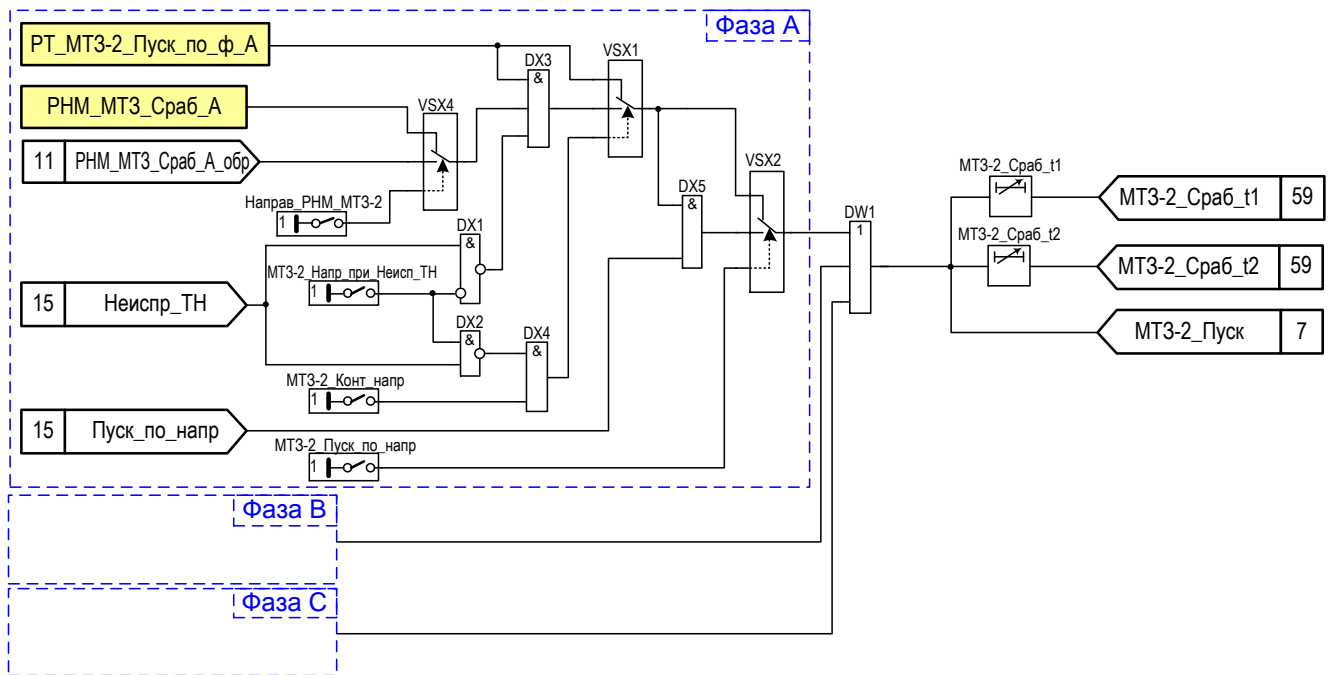 Фаза А
РТ_МТЗ-2_Пуск_по_ф_А
VSX1
DX3
&
РНМ_МТЗ_Сраб_А
VSX4
11 РНМ_МТЗ_Сраб_А_обр
VSX2
МТЗ-2_Сраб_t1
DX5
&
МТЗ-2_Сраб_t1 59
Направ_РНМ_МТЗ-2
1
DX1
&
DW1
1
МТЗ-2_Сраб_t2
МТЗ-2_Напр_при_Неисп_ТН
1
МТЗ-2_Сраб_t2 59
15 Неиспр_ТН
DX2
&
DX4
&
МТЗ-2_Пуск 7
МТЗ-2_Конт_напр
1
15 Пуск_по_напр
МТЗ-2_Пуск_по_напр
1
Фаза В
Фаза С